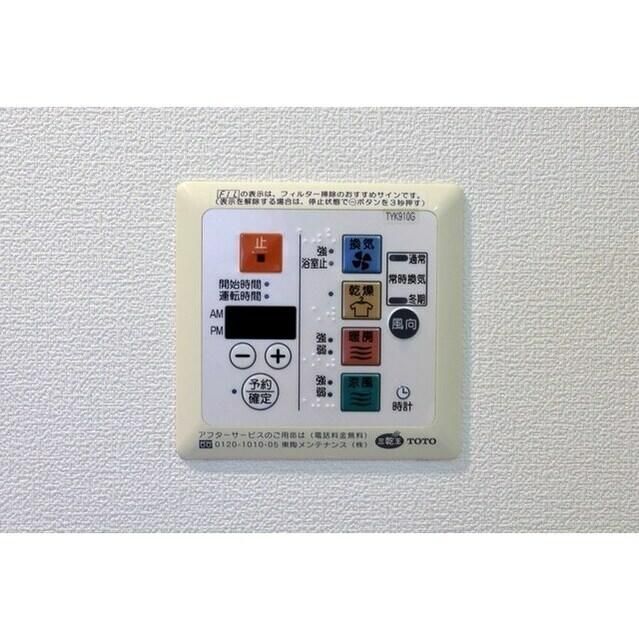 FILの表示は、フィルター掃除のおすすめサインです。
(表示を解除する場合は、停止状態で⊖ボタンを3秒押す)
TYK910G
止
開始時間
運転時間
AM
PM
− +
予約
確定
強
浴室止
換気
乾燥
強
弱
暖房
強
弱
涼風
通常
常時換気
冬期
風向
時計
アフターサービスのご用命は(電話料金無料)
0120-1010-05 東陶メンテナンス(株)
三乾王 TOTO